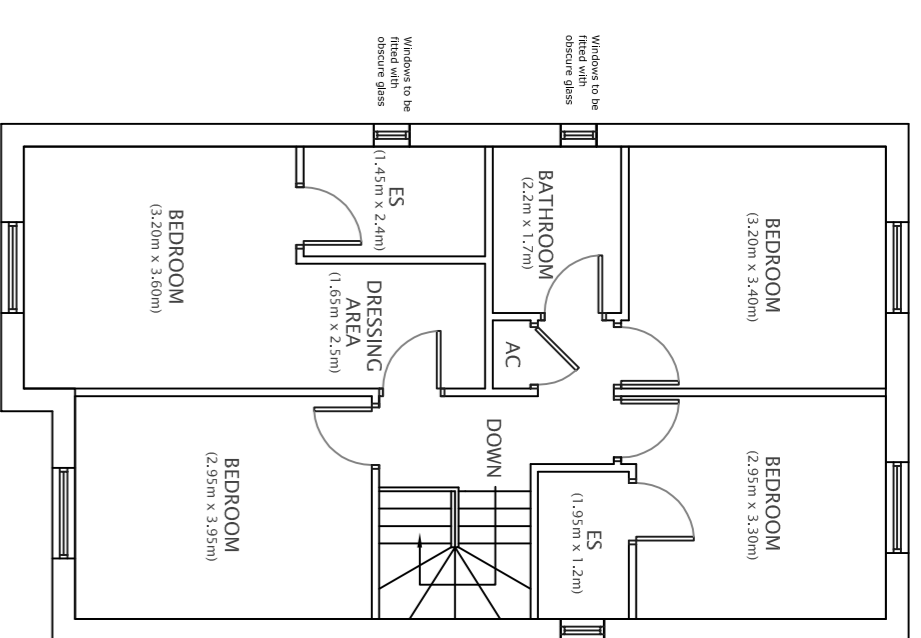 Windows to be
fitted with
obscure glass
Windows to be
fitted with
obscure glass
BEDROOM
(3.20m x 3.60m)
ES
(1.45m x 2.4m)
DRESSING
AREA
(1.65m x 2.5m)
BATHROOM
(2.2m x 1.7m)
AC
BEDROOM
(3.20m x 3.40m)
BEDROOM
(2.95m x 3.95m)
DOWN
ES
(1.95m x 1.2m)
BEDROOM
(2.95m x 3.30m)